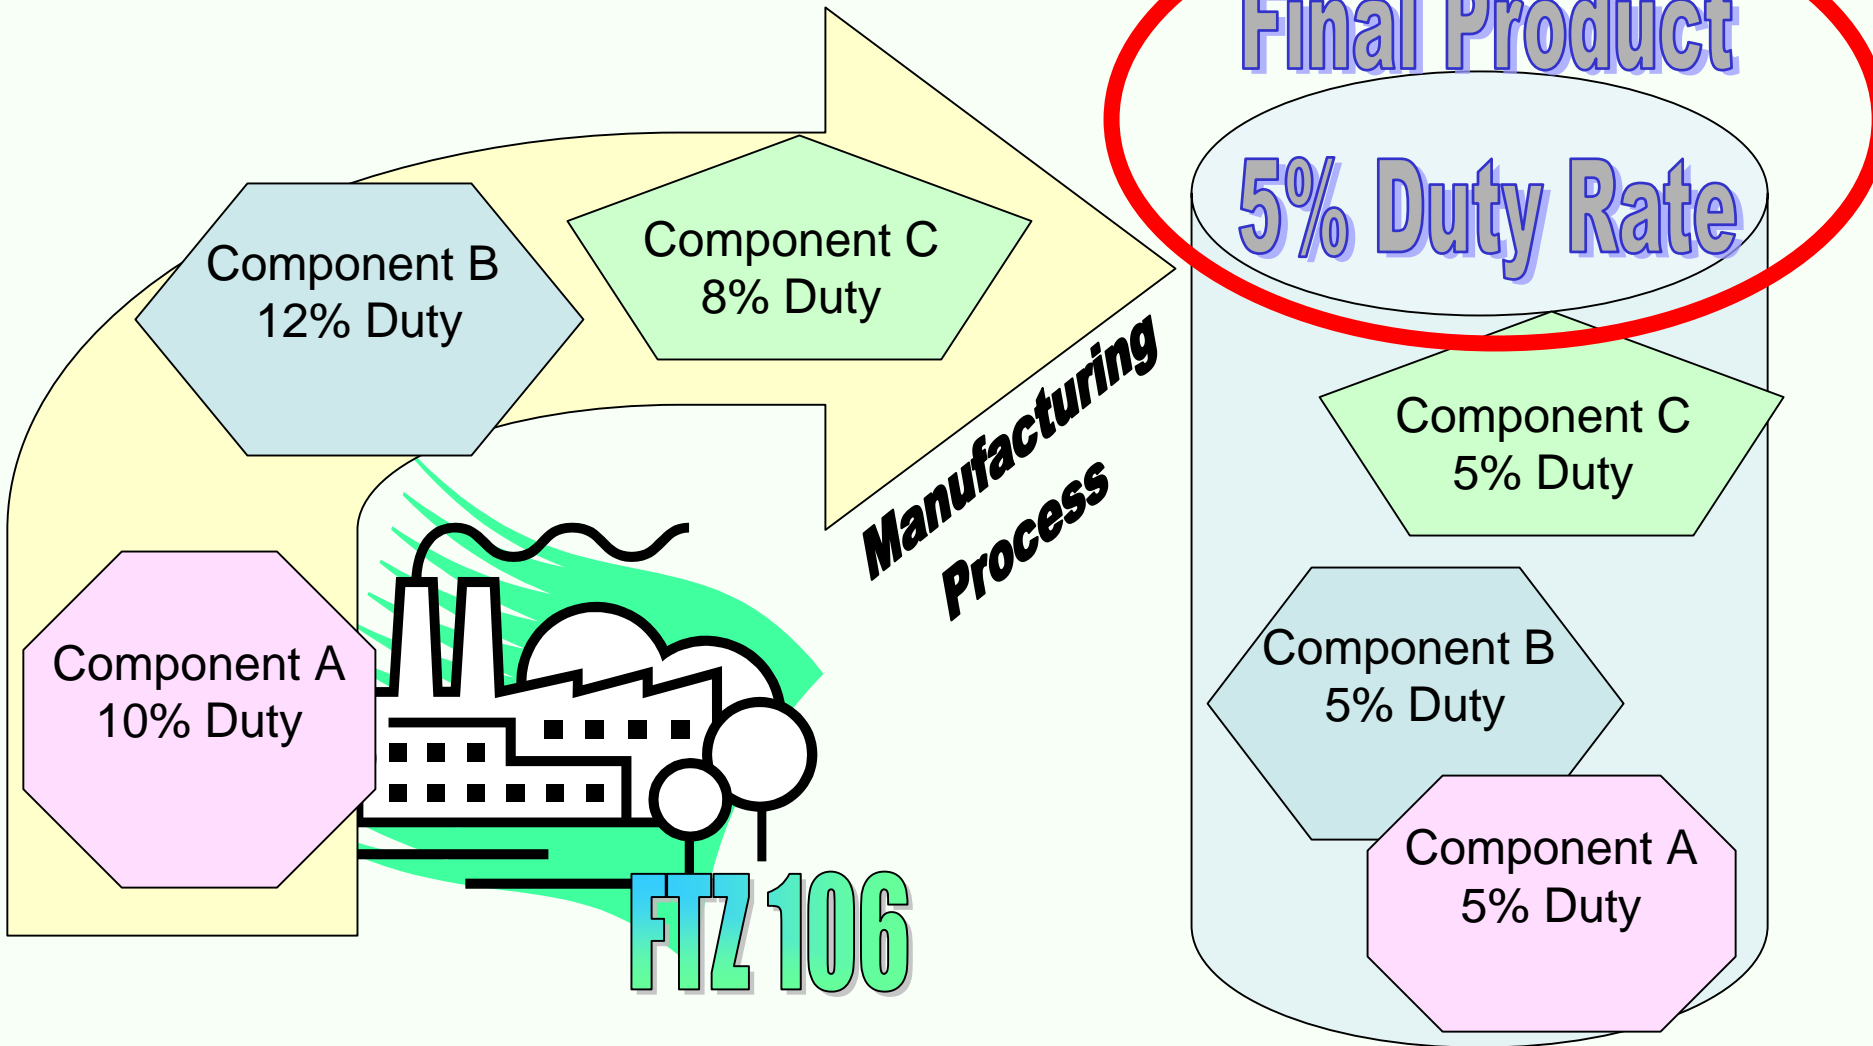 Final Product
5% Duty Rate
Component B
12% Duty
Component C
8% Duty
Manufacturing
Process
Component A
10% Duty
FTZ 106
Component C
5% Duty
Component B
5% Duty
Component A
5% Duty